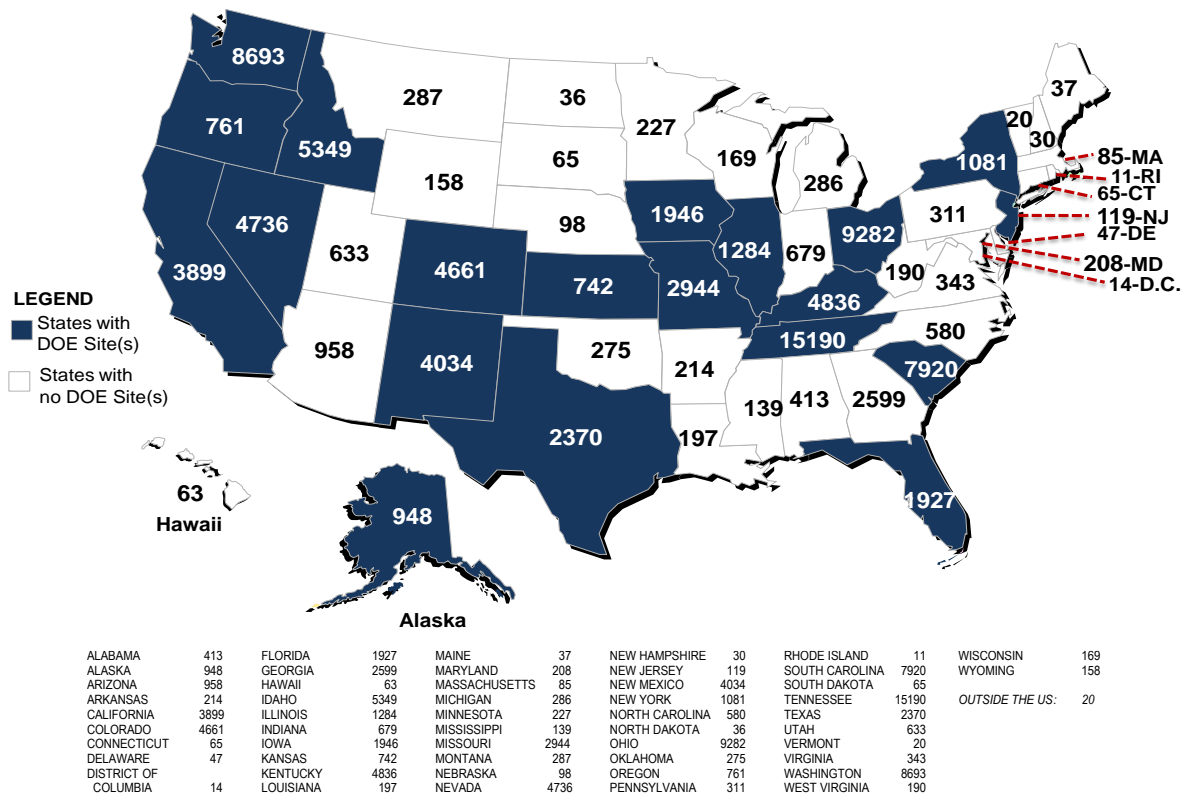 8693
287
36
37
20
30
761
5349
227
65
169
286
1081
85-MA
11-RI
65-CT
119-NJ
47-DE
208-MD
14-D.C.
158
98
1946
1284
679
9282
311
4736
633
4661
742
2944
190
343
3899
4836
15190
580
LEGEND
States with
DOE Site(s)
States with
no DOE Site(s)
958
4034
275
214
7920
2370
197
139
413
2599
1927
63
Hawaii
948
Alaska
ALABAMA 413 FLORIDA 1927 MAINE 37 NEW HAMPSHIRE 30 RHODE ISLAND 11 WISCONSIN 169
ALASKA 948 GEORGIA 2599 MARYLAND 208 NEW JERSEY 119 SOUTH CAROLINA 7920 WYOMING 158
ARIZONA 958 HAWAII 63 MASSACHUSETTS 85 NEW MEXICO 4034 SOUTH DAKOTA 65
ARKANSAS 214 IDAHO 5349 MICHIGAN 286 NEW YORK 1081 TENNESSEE 15190 OUTSIDE THE US: 20
CALIFORNIA 3899 ILLINOIS 1284 MINNESOTA 227 NORTH CAROLINA 580 TEXAS 2370
COLORADO 4661 INDIANA 679 MISSISSIPPI 139 NORTH DAKOTA 36 UTAH 633
CONNECTICUT 65 IOWA 1946 MISSOURI 2944 OHIO 9282 VERMONT 20
DELAWARE 47 KANSAS 742 MONTANA 287 OKLAHOMA 275 VIRGINIA 343
DISTRICT OF KENTUCKY 4836 NEBRASKA 98 OREGON 761 WASHINGTON 8693
COLUMBIA 14 LOUISIANA 197 NEVADA 4736 PENNSYLVANIA 311 WEST VIRGINIA 190